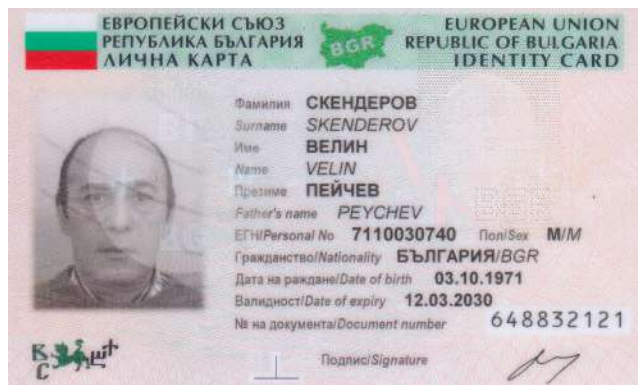 ЕВРОПЕЙСКИ СЪЮЗ
РЕПУБЛИКА БЪЛГАРИЯ
ЛИЧНА КАРТА
BGR
EUROPEAN UNION
REPUBLIC OF BULGARIA
IDENTITY CARD
Фамилия СКЕНДЕРОВ
Surname SKENDEROV
Име ВЕЛИН
Name VELIN
Презиме ПЕЙЧЕВ
Father's name PEYCHEV
ЕГН/Personal No 7110030740 Пол/Sex М/M
Гражданство/Nationality БЪЛГАРИЯ/BGR
Дата на раждане/Date of birth 03.10.1971
Валидност/Date of expiry 12.03.2030
№ на документа/Document number 648832121
Подпис/Signature